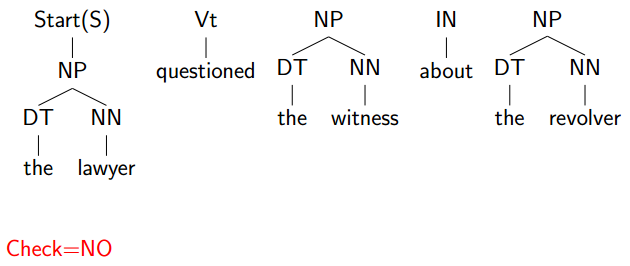 Start(S) Vt NP IN NP
NP questioned DT NN about DT NN
DT NN the witness the revolver
the lawyer
Check=NO